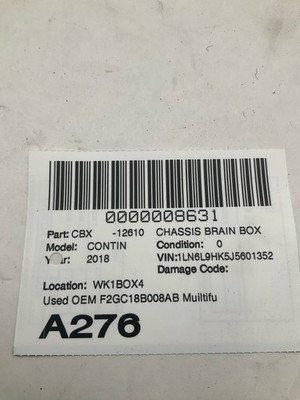 0000008631
Part: CBX -12610 CHASSIS BRAIN BOX
Model: CONTIN Condition: 0
Year: 2018 VIN:1LN6L9HK5J5601352
Damage Code:
Location: WK1BOX4
Used OEM F2GC18B008AB Muiltifu
A276